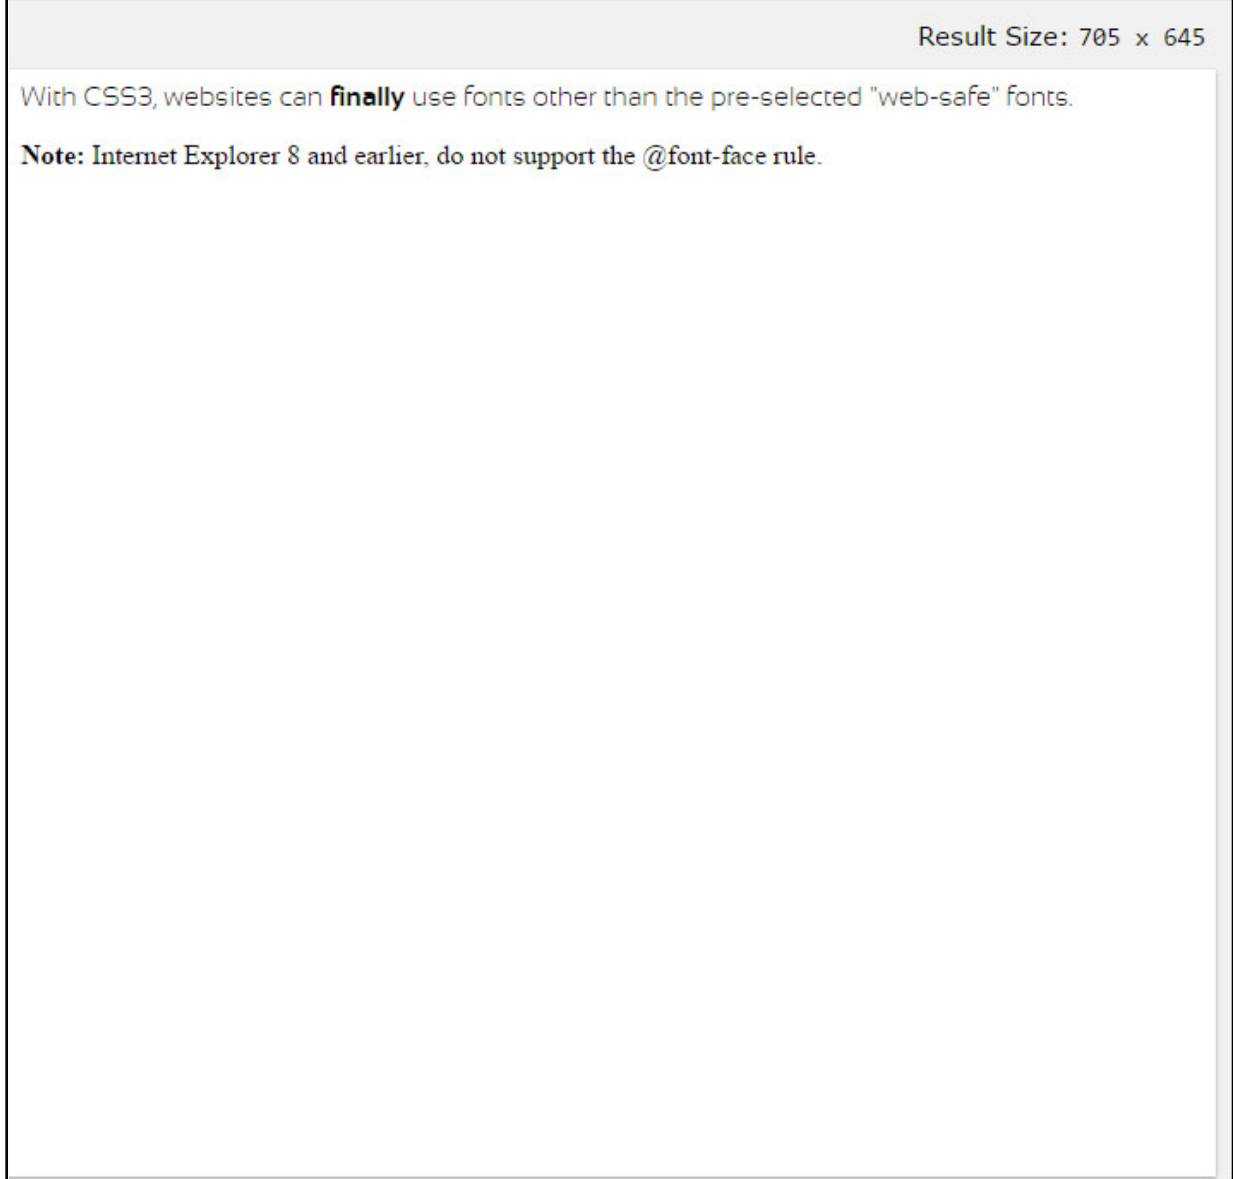 Result Size: 705 x 645
With CSS3, websites can finally use fonts other than the pre-selected "web-safe" fonts.
Note: Internet Explorer 8 and earlier, do not support the @font-face rule.